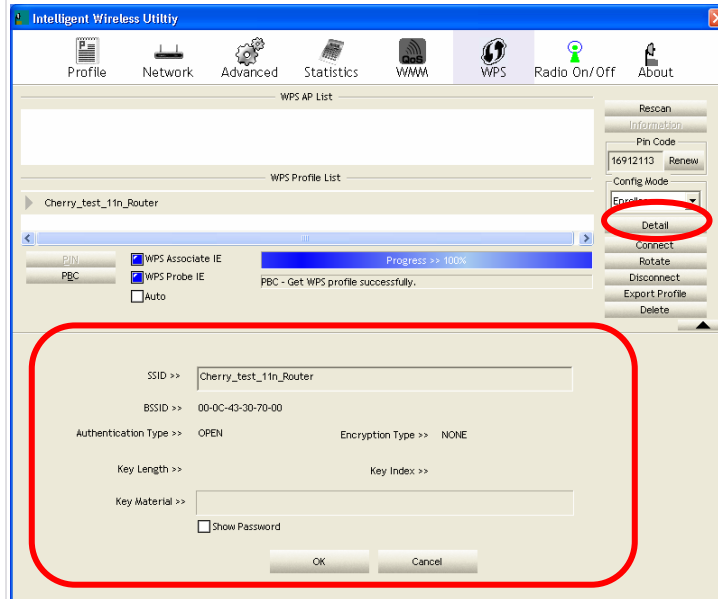 Intelligent Wireless Utiltiy
Profile Network Advanced Statistics QoS WMM WPS Radio On/Off About
WPS AP List
Rescan
Information
Pin Code
16912113 Renew
WPS Profile List
Config Mode
Cherry_test_11n_Router
Detail
Connect
PIN WPS Associate IE Progress >> 100% Rotate
PBC WPS Probe IE PBC - Get WPS profile successfully. Disconnect
Auto Export Profile
Delete
SSID >> Cherry_test_11n_Router
BSSID >> 00-0C-43-30-70-00
Authentication Type >> OPEN Encryption Type >> NONE
Key Length >> Key Index >>
Key Material >>
Show Password
OK Cancel